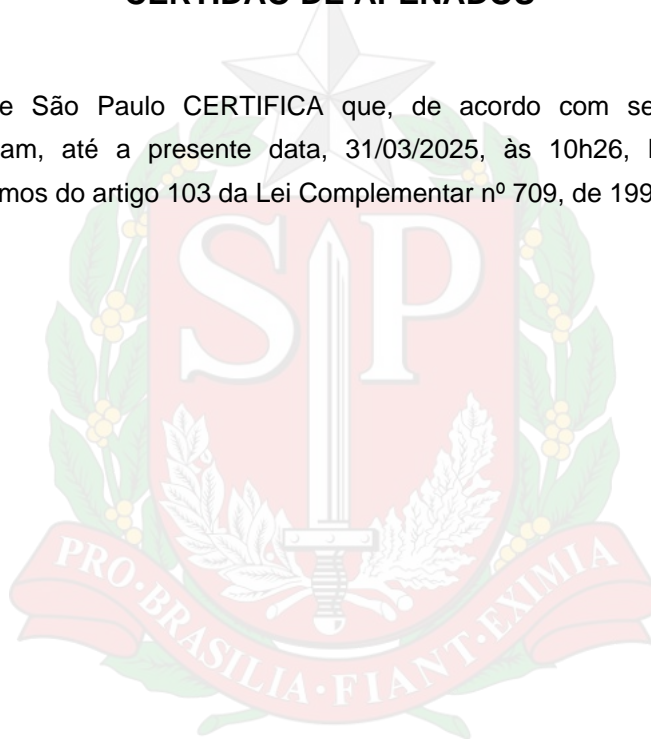 CERTIDÃO DE APENADOS
e São Paulo CERTIFICA que, de acordo com se
am, até a presente data, 31/03/2025, às 10h26,
mos do artigo 103 da Lei Complementar nº 709, de 199
SP
PRO·BRASILIA·FIANT·EXIMIA